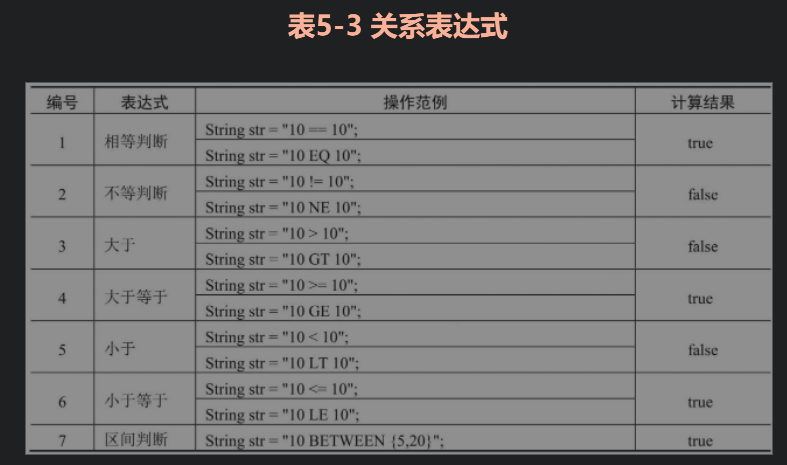 表5-3 关系表达式
编号 表达式 操作范例 计算结果
1 相等判断 String str = "10 == 10"; true
String str = "10 EQ 10";
2 不等判断 String str = "10 != 10"; false
String str = "10 NE 10";
3 大于 String str = "10 > 10"; false
String str = "10 GT 10";
4 大于等于 String str = "10 >= 10"; true
String str = "10 GE 10";
5 小于 String str = "10 < 10"; false
String str = "10 LT 10";
6 小于等于 String str = "10 <= 10"; true
String str = "10 LE 10";
7 区间判断 String str = "10 BETWEEN {5,20}"; true